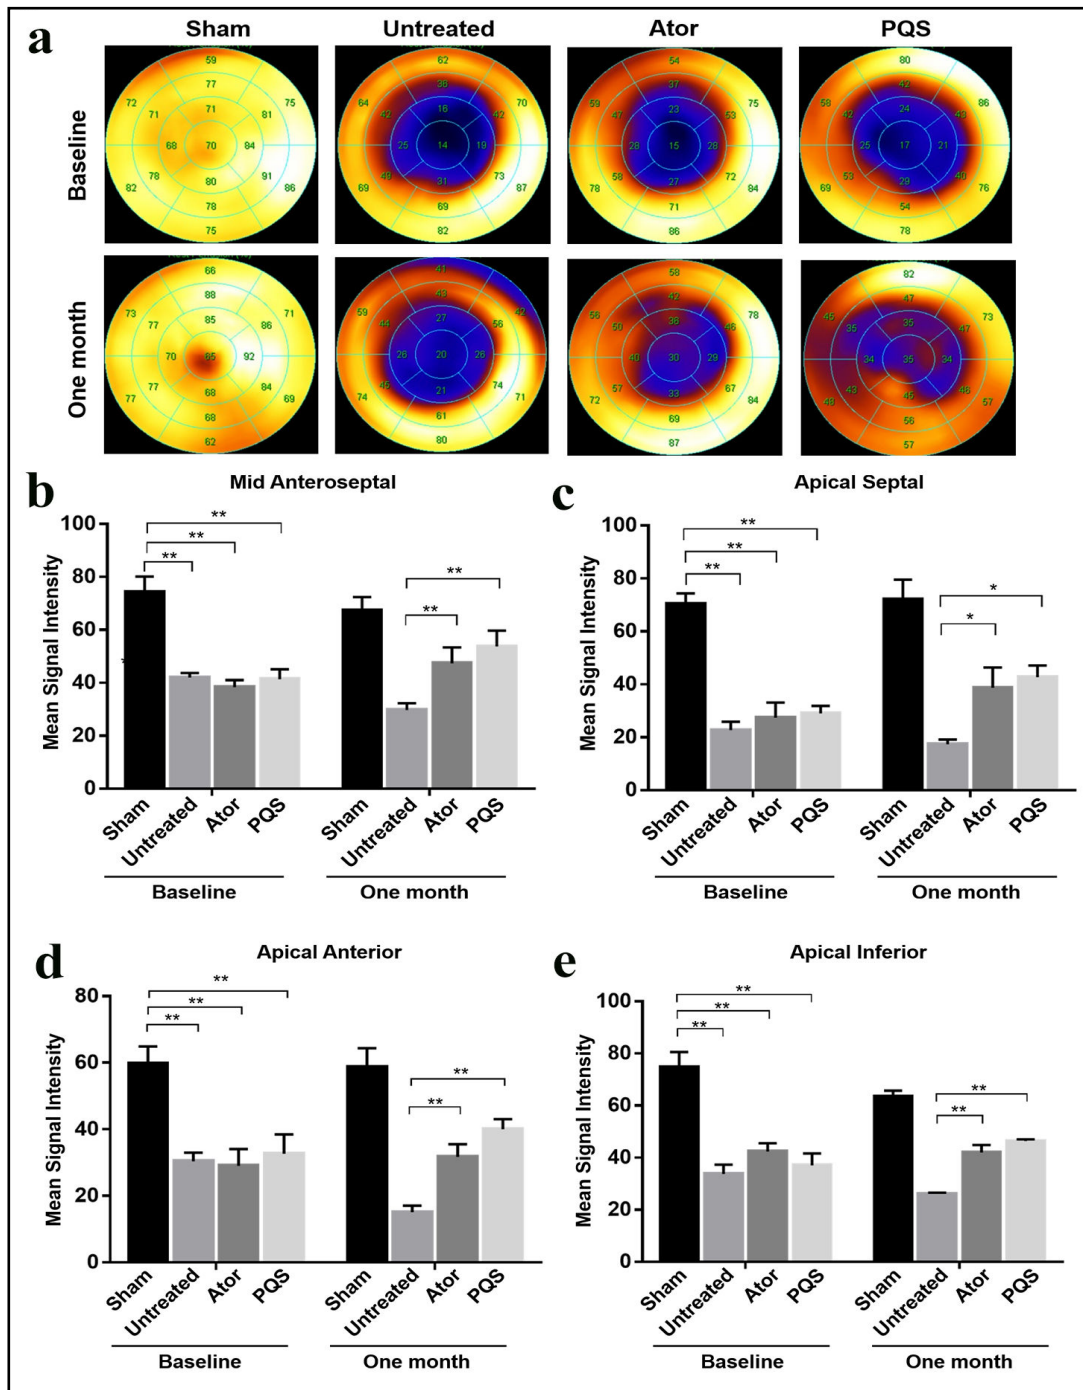 a
Sham Untreated Ator PQS
Baseline
59
77
72 71 71 81 75
68 70 84
82 78 80 91 86
78
75
62
36
64 42 16 42 70
25 14 19
69 49 31 73 87
69
82
54
37
59 47 23 53 75
28 15 28
78 58 27 72 84
71
86
80
42
58 43 24 43 86
25 17 21
69 53 29 46 76
54
78
One month
66
88
73 77 85 86 71
70 65 92
77 77 68 84 69
68
62
41
49
59 44 27 56 42
26 20 26
74 45 21 74 71
61
80
58
42
56 50 36 46 78
40 30 29
72 57 33 67 84
69
87
82
47
45 35 35 47 73
34 35 34
48 43 45 48 57
56
57
b
Mid Anteroseptal
Mean Signal Intensity
100
80
60
40
20
0
** ** **
** **
*
Sham Untreated Ator PQS Sham Untreated Ator PQS
Baseline One month
c
Apical Septal
Mean Signal Intensity
100
80
60
40
20
0
** ** **
* *
Sham Untreated Ator PQS Sham Untreated Ator PQS
Baseline One month
d
Apical Anterior
Mean Signal Intensity
80
60
40
20
0
** ** **
** **
Sham Untreated Ator PQS Sham Untreated Ator PQS
Baseline One month
e
Apical Inferior
Mean Signal Intensity
100
80
60
40
20
0
** ** **
** **
Sham Untreated Ator PQS Sham Untreated Ator PQS
Baseline One month